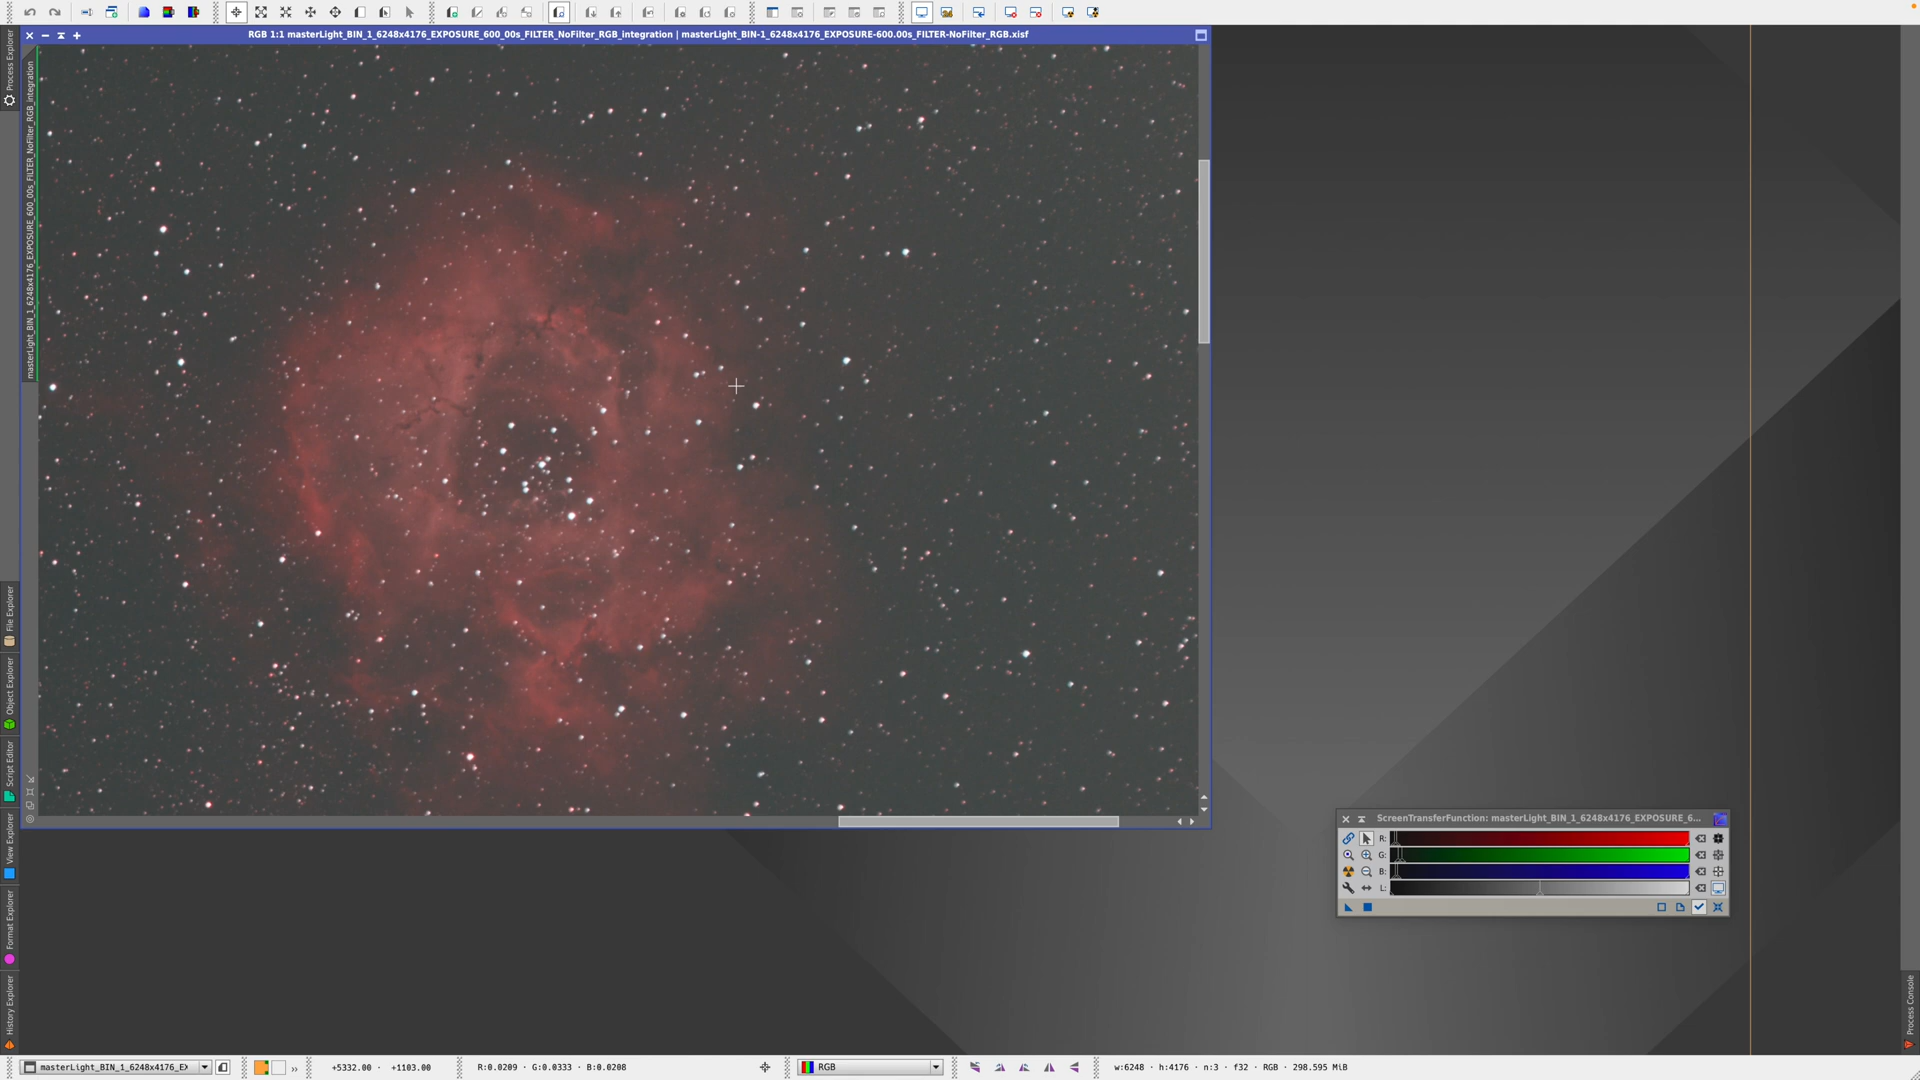 RGB 1:1 masterLight_BIN_1_6248x4176_EXPOSURE_600_00s_FILTER_NoFilter_RGB_integration | masterLight_BIN-1_6248x4176_EXPOSURE-600.00s_FILTER-NoFilter_RGB.xisf
Process Explorer
masterLight_BIN_1_6248x4176_EXPOSURE_600_00s_FILTER_NoFilter_RGB_integration
File Explorer
Object Explorer
Script Editor
View Explorer
Format Explorer
History Explorer
ScreenTransferFunction: masterLight_BIN_1_6248x4176_EXPOSURE_6...
R:
G:
B:
L:
Process Console
masterLight_BIN_1_6248x4176_EX
+5332.00 · +1103.00
R:0.0209 · G:0.0333 · B:0.0208
RGB
w:6248 · h:4176 · n:3 · f32 · RGB · 298.595 MiB